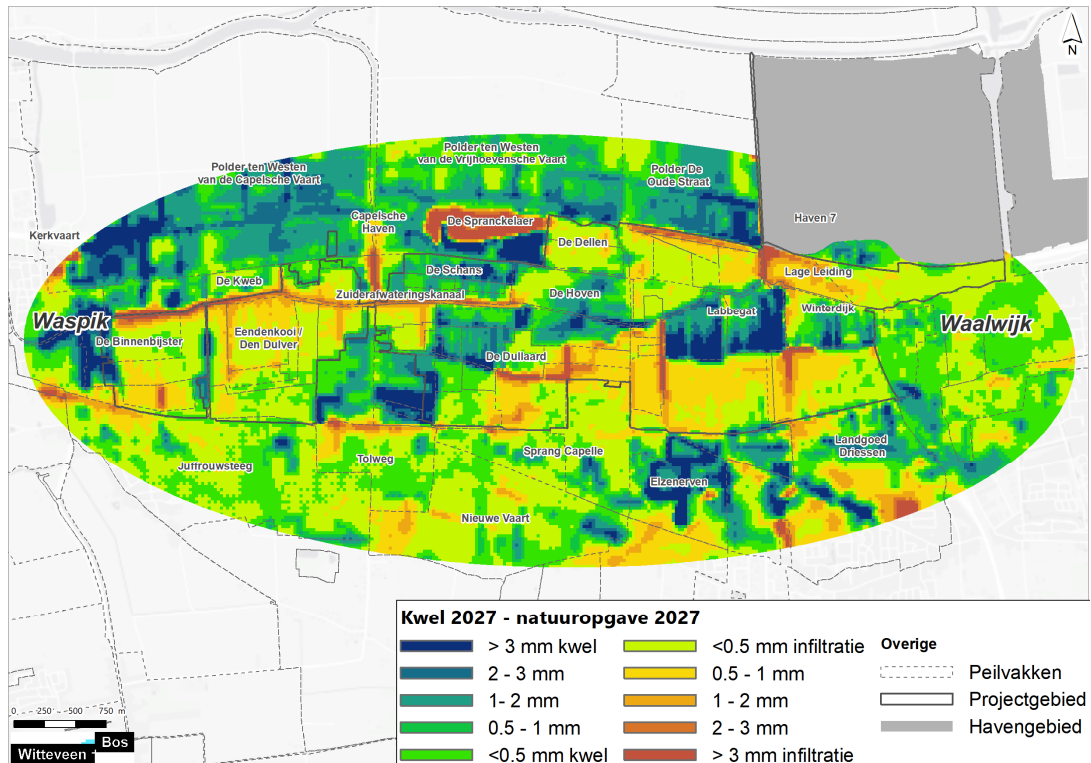 N
Polder ten Westen
van de Vrijhoevensche Vaart
Polder ten Westen
van de Capelsche Vaart
Polder De
Oude Straat
Capelsche
Haven
De Spranckelaer
Haven 7
Kerkvaart
De Dellen
De Schans
Lage Leiding
De Kweb
Zuiderafwateringskanaal
De Hoven
Labbegat
Winterdijk
Waspik
Waalwijk
De Binnenbijster
Eendenkooi /
Den Dulver
De Dullaard
Landgoed
Driessen
Sprang Capelle
Juffrouwsteeg
Tolweg
Elzenerven
Nieuwe Vaart
Kwel 2027 - natuuropgave 2027
> 3 mm kwel
2 - 3 mm
1- 2 mm
0.5 - 1 mm
<0.5 mm kwel
<0.5 mm infiltratie
0.5 - 1 mm
1 - 2 mm
2 - 3 mm
> 3 mm infiltratie
Overige
Peilvakken
Projectgebied
Havengebied
0 250 500 750 m
Witteveen + Bos